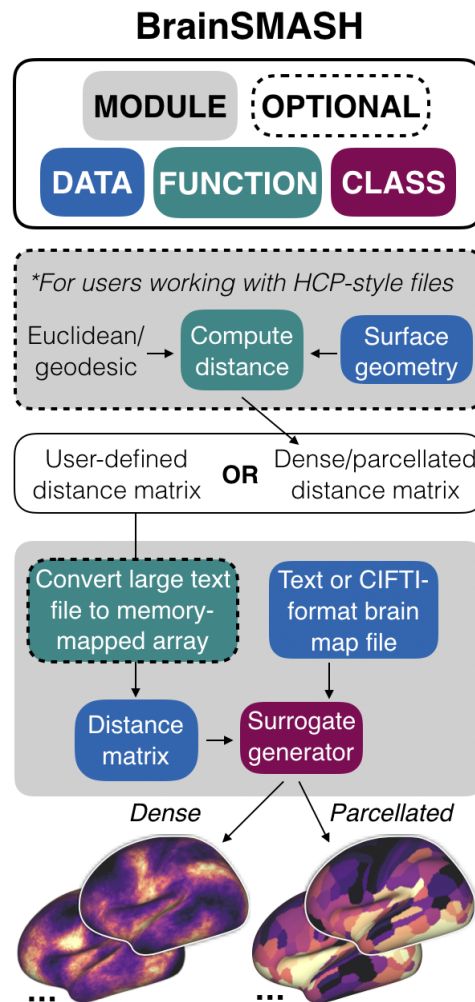 BrainSMASH
MODULE
OPTIONAL
DATA
FUNCTION
CLASS
*For users working with HCP-style files
Euclidean/
geodesic
Compute
distance
Surface
geometry
User-defined
distance matrix
OR
Dense/parcellated
distance matrix
Convert large text
file to memory-
mapped array
Text or CIFTI-
format brain
map file
Distance
matrix
Surrogate
generator
Dense
Parcellated
...
...